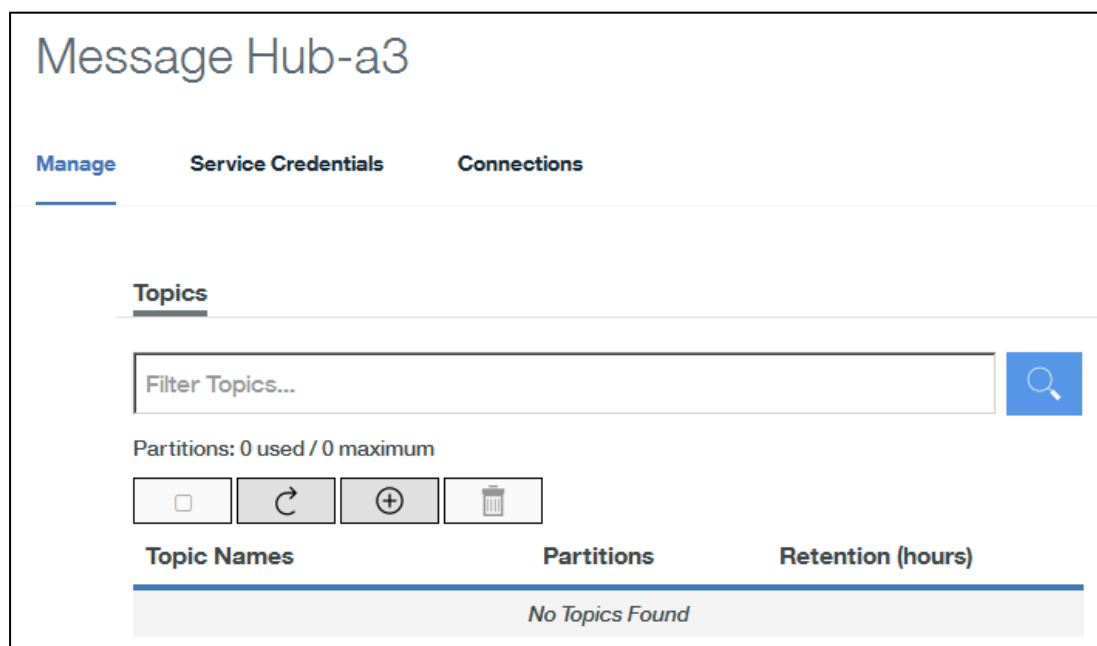 Message Hub-a3
Manage Service Credentials Connections
Topics
Filter Topics...
Partitions: 0 used / 0 maximum
Topic Names Partitions Retention (hours)
No Topics Found